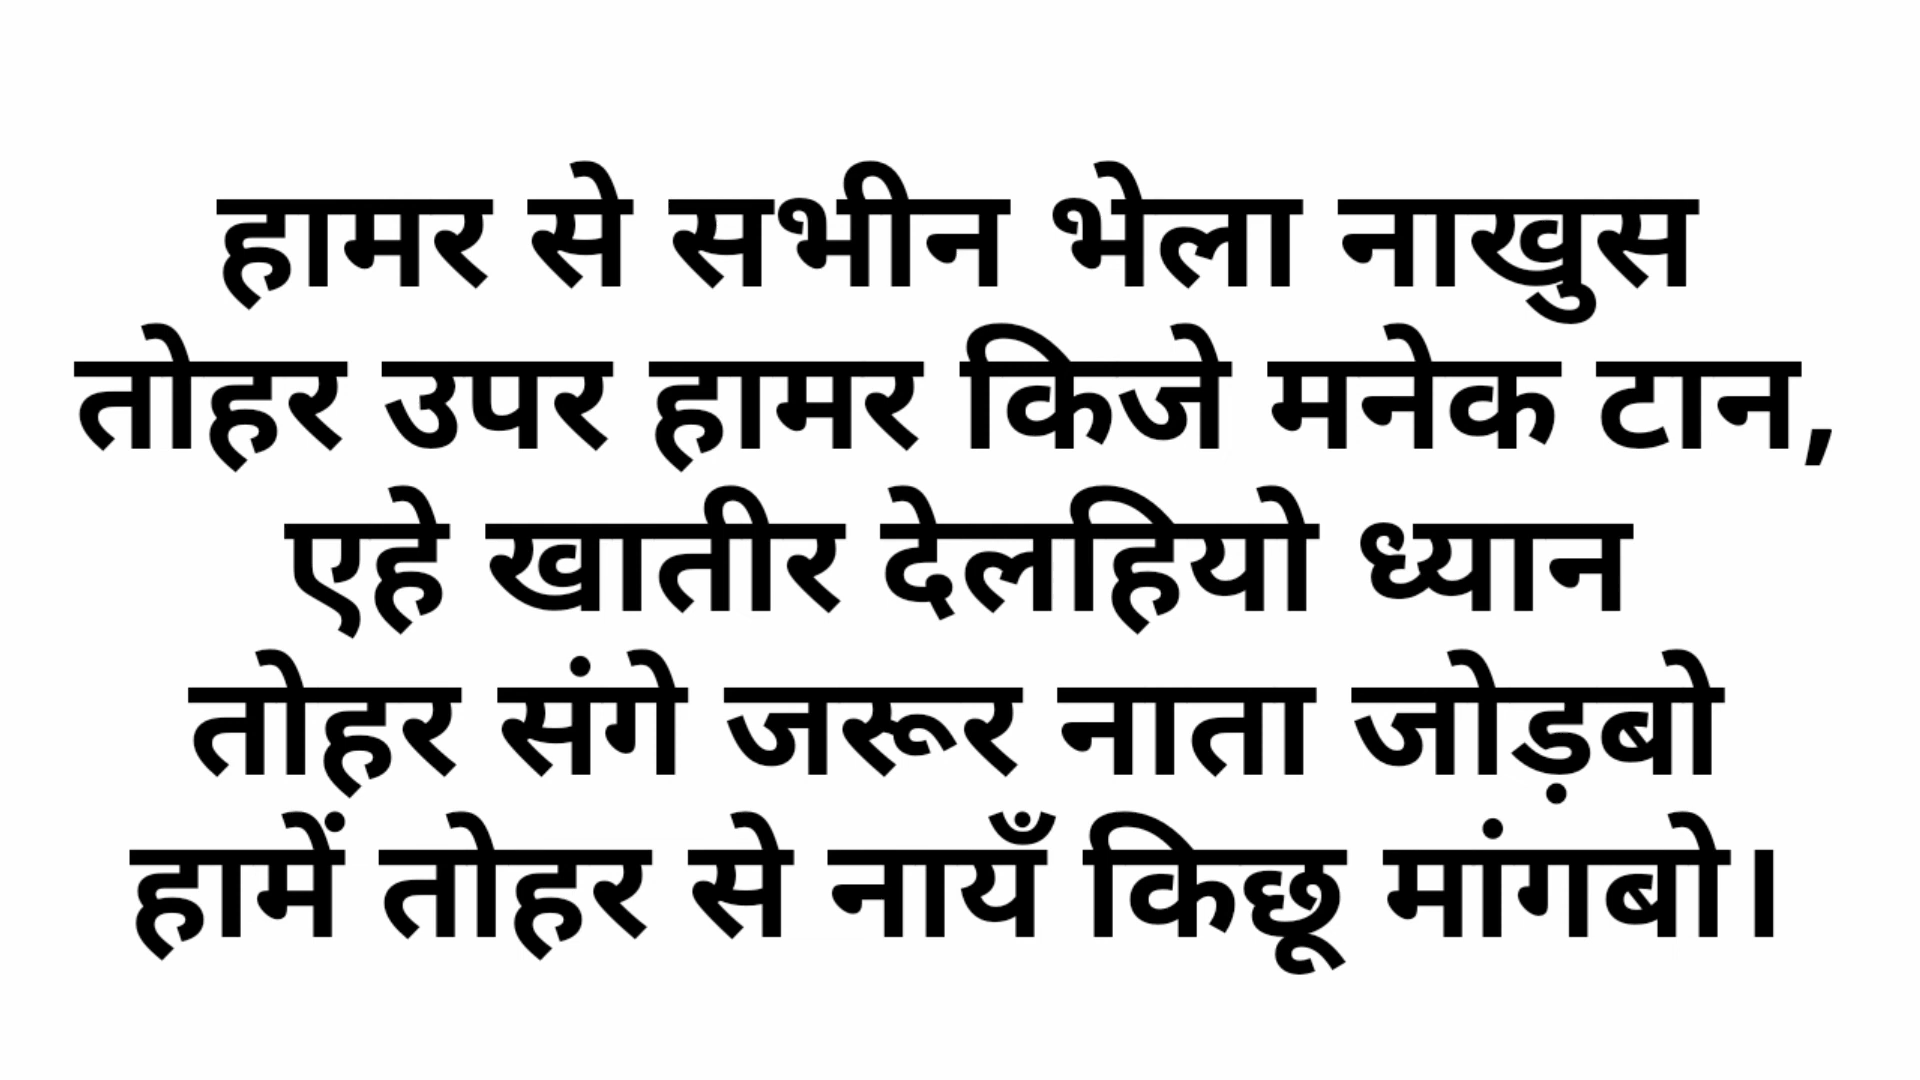 हामर से सभीन भेला नाखुस
तोहर उपर हामर किजे मनेक टान,
एहे खातीर देलहियो ध्यान
तोहर संगे जरूर नाता जोड़बो
हामें तोहर से नायँ किछू मांगबो।